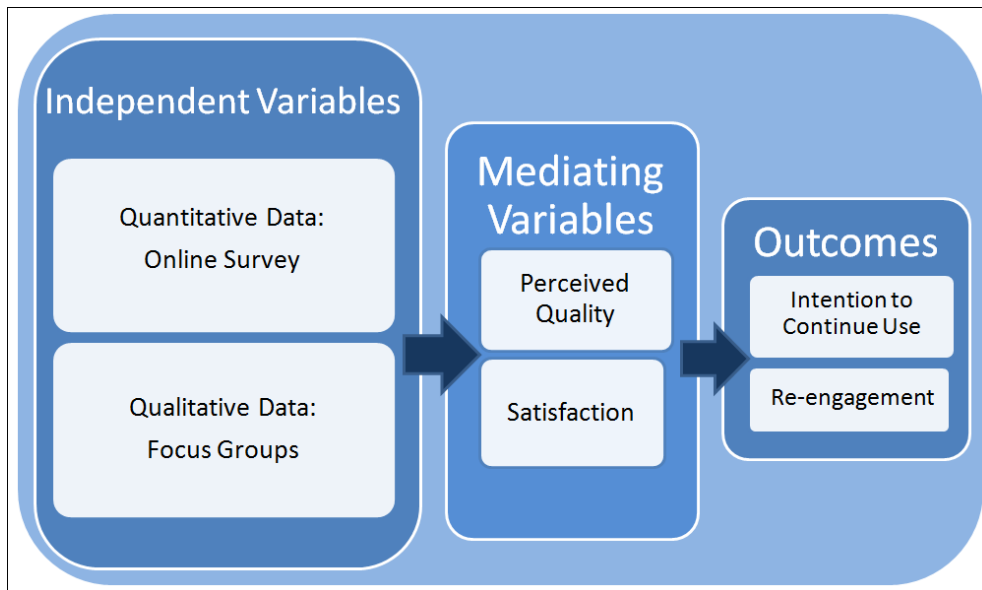 Independent Variables
Quantitative Data:
Online Survey
Qualitative Data:
Focus Groups
Mediating
Variables
Perceived
Quality
Satisfaction
Outcomes
Intention to
Continue Use
Re-engagement